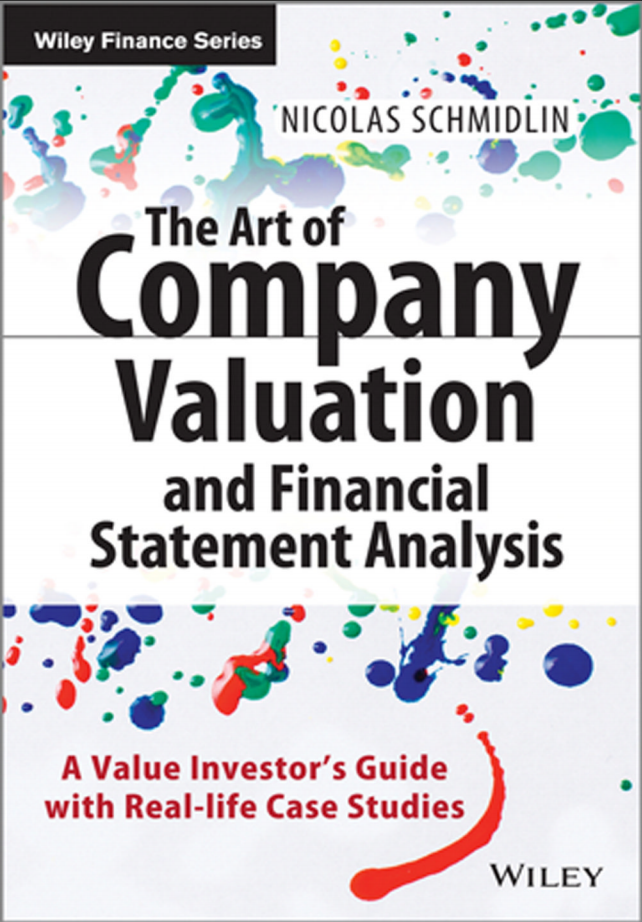 Wiley Finance Series
NICOLAS SCHMIDLIN
The Art of
Company
Valuation
and Financial
Statement Analysis
A Value Investor's Guide
with Real-life Case Studies
WILEY